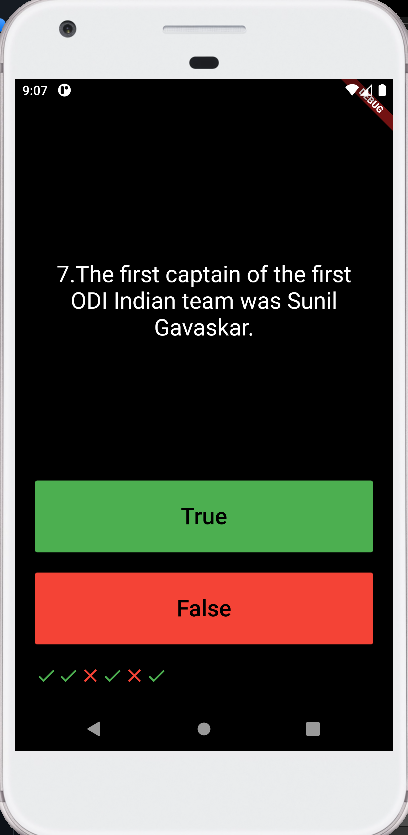 9:07
DEBUG
7.The first captain of the first
ODI Indian team was Sunil
Gavaskar.
True
False